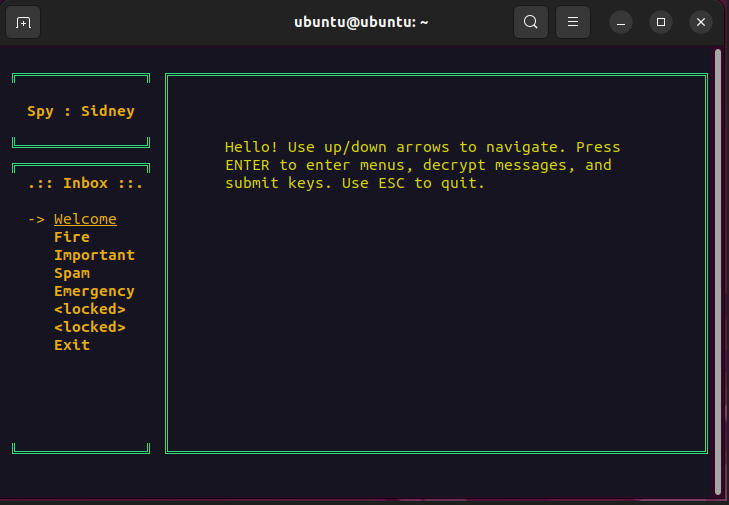 ubuntu@ubuntu: ~
Spy : Sidney
.:: Inbox ::.
-> Welcome
Fire
Important
Spam
Emergency
<locked>
<locked>
Exit
Hello! Use up/down arrows to navigate. Press
ENTER to enter menus, decrypt messages, and
submit keys. Use ESC to quit.